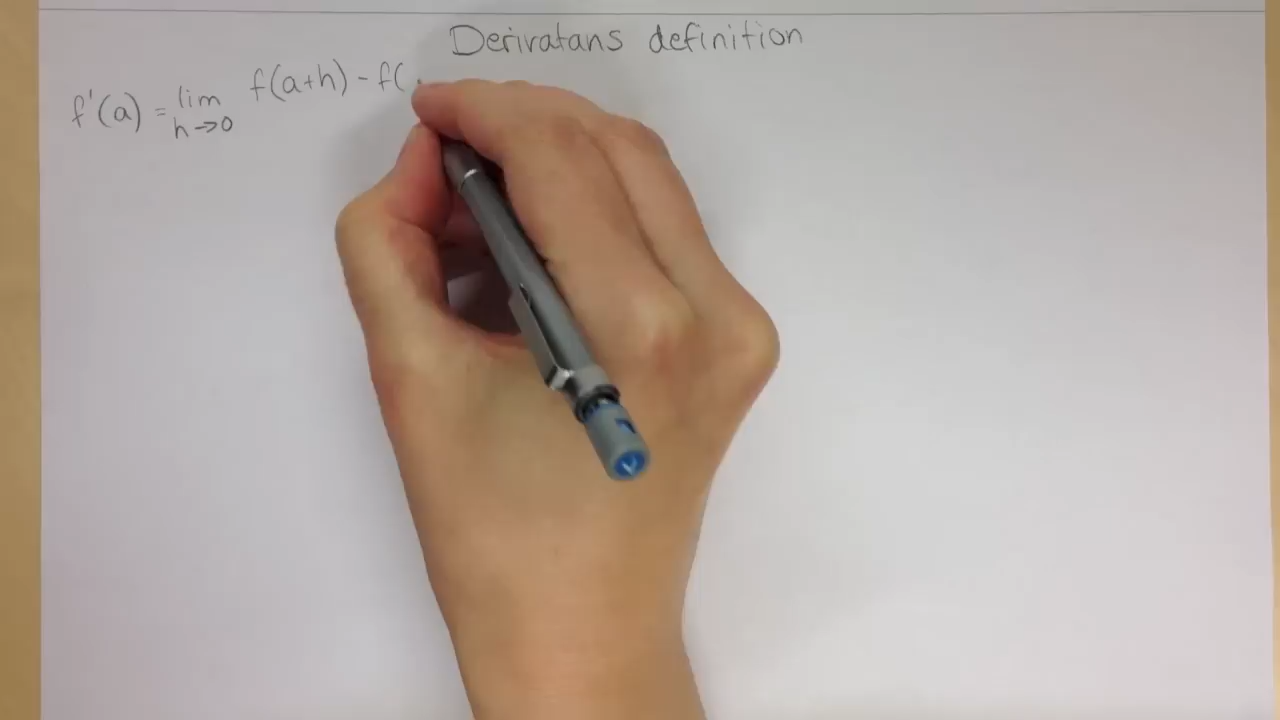 Derivatans definition
f'(a) = lim f(a+h) - f(
h→0